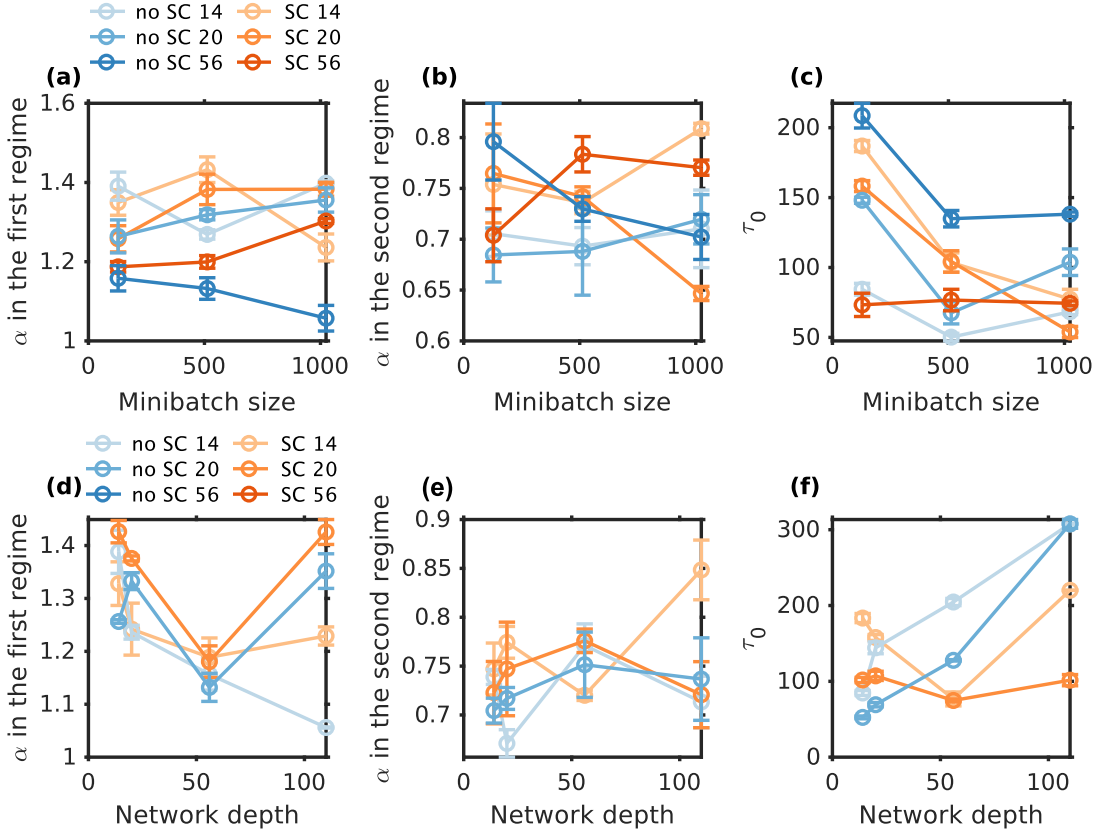 no SC 14 SC 14
no SC 20 SC 20
no SC 56 SC 56
(a)
α in the first regime
1.6
1.4
1.2
1
0 500 1000
Minibatch size
(b)
α in the second regime
0.8
0.75
0.7
0.65
0.6
0 500 1000
Minibatch size
(c)
τ0
200
150
100
50
0 500 1000
Minibatch size
no SC 14 SC 14
no SC 20 SC 20
no SC 56 SC 56
(d)
α in the first regime
1.4
1.3
1.2
1.1
1
0 50 100
Network depth
(e)
α in the second regime
0.9
0.85
0.8
0.75
0.7
0 50 100
Network depth
(f)
τ0
300
200
100
0
0 50 100
Network depth